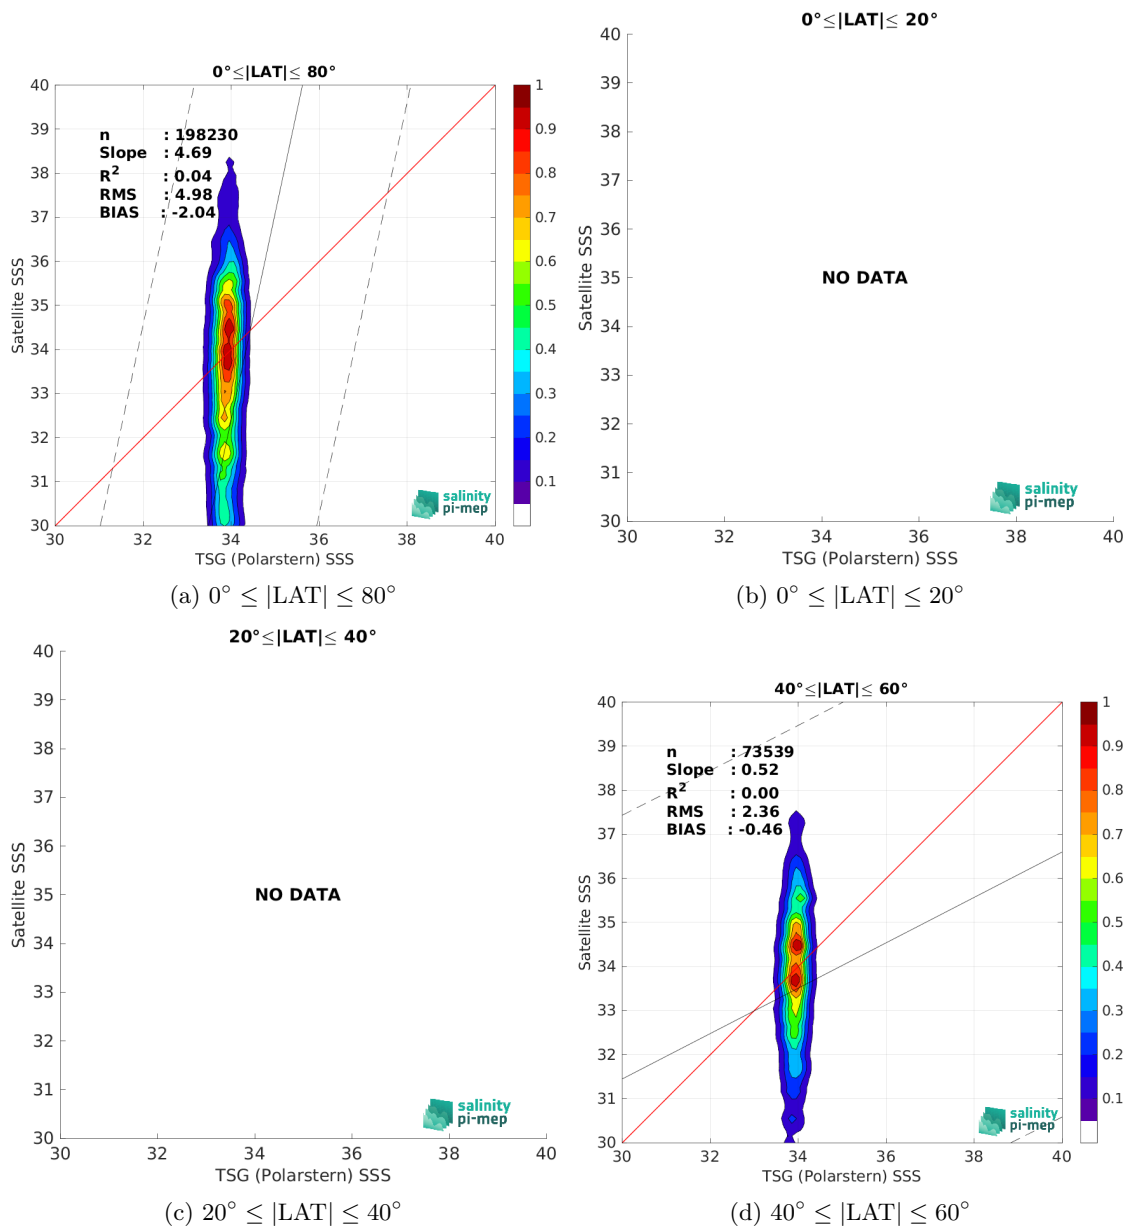 0°≤|LAT|≤ 80°
40
39
38
37
36
35
34
33
32
31
30
Satellite SSS
n : 198230
Slope : 4.69
R2 : 0.04
RMS : 4.98
BIAS : -2.04
salinity
pi-mep
30 32 34 36 38 40
TSG (Polarstern) SSS
1
0.9
0.8
0.7
0.6
0.5
0.4
0.3
0.2
0.1
(a) 0° ≤ |LAT| ≤ 80°
0°≤|LAT|≤ 20°
40
39
38
37
36
35
34
33
32
31
30
Satellite SSS
NO DATA
salinity
pi-mep
30 32 34 36 38 40
TSG (Polarstern) SSS
(b) 0° ≤ |LAT| ≤ 20°
20°≤|LAT|≤ 40°
40
39
38
37
36
35
34
33
32
31
30
Satellite SSS
NO DATA
salinity
pi-mep
30 32 34 36 38 40
TSG (Polarstern) SSS
(c) 20° ≤ |LAT| ≤ 40°
40°≤|LAT|≤ 60°
40
39
38
37
36
35
34
33
32
31
30
Satellite SSS
n : 73539
Slope : 0.52
R2 : 0.00
RMS : 2.36
BIAS : -0.46
salinity
pi-mep
30 32 34 36 38 40
TSG (Polarstern) SSS
1
0.9
0.8
0.7
0.6
0.5
0.4
0.3
0.2
0.1
(d) 40° ≤ |LAT| ≤ 60°